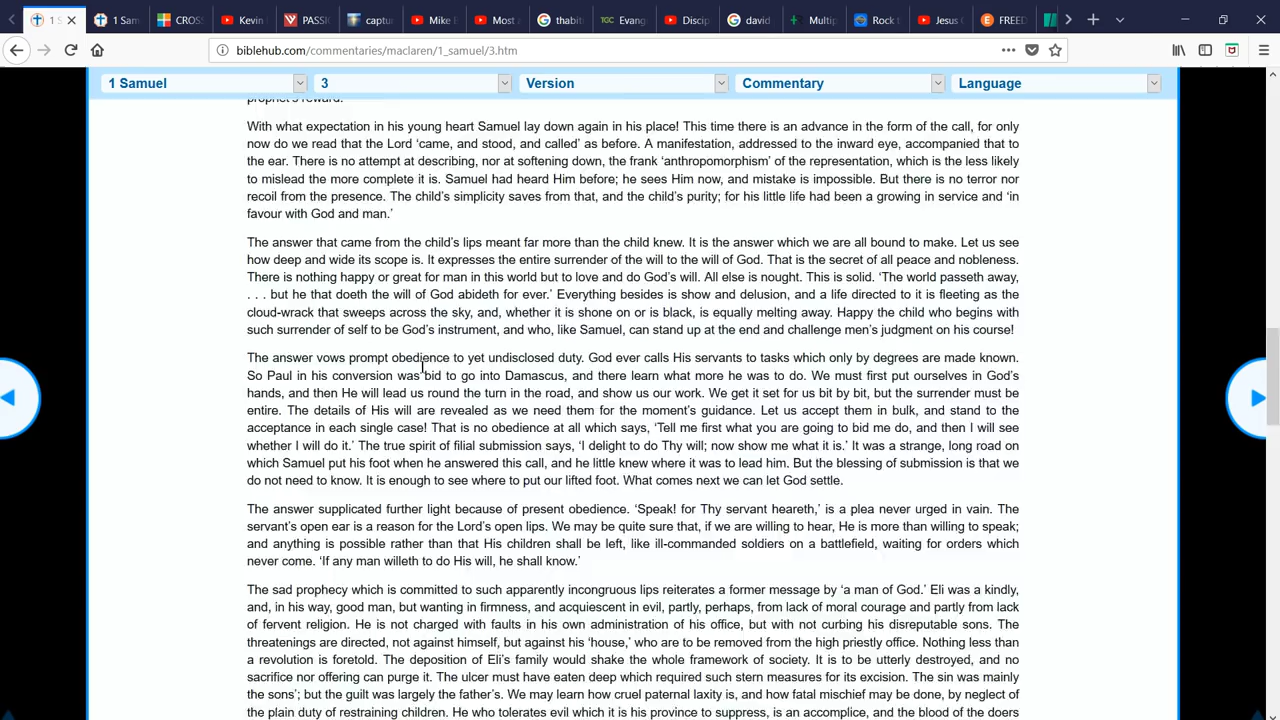 1 S
1 Sam
CROSS
Kevin
PASSIO
captur
Mike E
Most a
thabiti
TGC Evang
Discip
david
Multip
Rock t
Jesus C
FREED
biblehub.com/commentaries/maclaren/1_samuel/3.htm
1 Samuel
3
Version
Commentary
Language
prophet's reward.
With what expectation in his young heart Samuel lay down again in his place! This time there is an advance in the form of the call, for only
now do we read that the Lord ‘came, and stood, and called’ as before. A manifestation, addressed to the inward eye, accompanied that to
the ear. There is no attempt at describing, nor at softening down, the frank ‘anthropomorphism’ of the representation, which is the less likely
to mislead the more complete it is. Samuel had heard Him before; he sees Him now, and mistake is impossible. But there is no terror nor
recoil from the presence. The child’s simplicity saves from that, and the child’s purity; for his little life had been a growing in service and ‘in
favour with God and man.’
The answer that came from the child’s lips meant far more than the child knew. It is the answer which we are all bound to make. Let us see
how deep and wide its scope is. It expresses the entire surrender of the will to the will of God. That is the secret of all peace and nobleness.
There is nothing happy or great for man in this world but to love and do God’s will. All else is nought. This is solid. ‘The world passeth away,
. . . but he that doeth the will of God abideth for ever.’ Everything besides is show and delusion, and a life directed to it is fleeting as the
cloud-wrack that sweeps across the sky, and, whether it is shone on or is black, is equally melting away. Happy the child who begins with
such surrender of self to be God’s instrument, and who, like Samuel, can stand up at the end and challenge men’s judgment on his course!
The answer vows prompt obedience to yet undisclosed duty. God ever calls His servants to tasks which only by degrees are made known.
So Paul in his conversion was bid to go into Damascus, and there learn what more he was to do. We must first put ourselves in God’s
hands, and then He will lead us round the turn in the road, and show us our work. We get it set for us bit by bit, but the surrender must be
entire. The details of His will are revealed as we need them for the moment’s guidance. Let us accept them in bulk, and stand to the
acceptance in each single case! That is no obedience at all which says, ‘Tell me first what you are going to bid me do, and then I will see
whether I will do it.’ The true spirit of filial submission says, ‘I delight to do Thy will; now show me what it is.’ It was a strange, long road on
which Samuel put his foot when he answered this call, and he little knew where it was to lead him. But the blessing of submission is that we
do not need to know. It is enough to see where to put our lifted foot. What comes next we can let God settle.
The answer supplicated further light because of present obedience. ‘Speak! for Thy servant heareth,’ is a plea never urged in vain. The
servant’s open ear is a reason for the Lord’s open lips. We may be quite sure that, if we are willing to hear, He is more than willing to speak;
and anything is possible rather than that His children shall be left, like ill-commanded soldiers on a battlefield, waiting for orders which
never come. ‘If any man willeth to do His will, he shall know.’
The sad prophecy which is committed to such apparently incongruous lips reiterates a former message by ‘a man of God.’ Eli was a kindly,
and, in his way, good man, but wanting in firmness, and acquiescent in evil, partly, perhaps, from lack of moral courage and partly from lack
of fervent religion. He is not charged with faults in his own administration of his office, but with not curbing his disreputable sons. The
threatenings are directed, not against himself, but against his ‘house,’ who are to be removed from the high priestly office. Nothing less than
a revolution is foretold. The deposition of Eli’s family would shake the whole framework of society. It is to be utterly destroyed, and no
sacrifice nor offering can purge it. The ulcer must have eaten deep which required such stern measures for its excision. The sin was mainly
the sons’; but the guilt was largely the father’s. We may learn how cruel paternal laxity is, and how fatal mischief may be done, by neglect of
the plain duty of restraining children. He who tolerates evil which it is his province to suppress, is an accomplice, and the blood of the doers